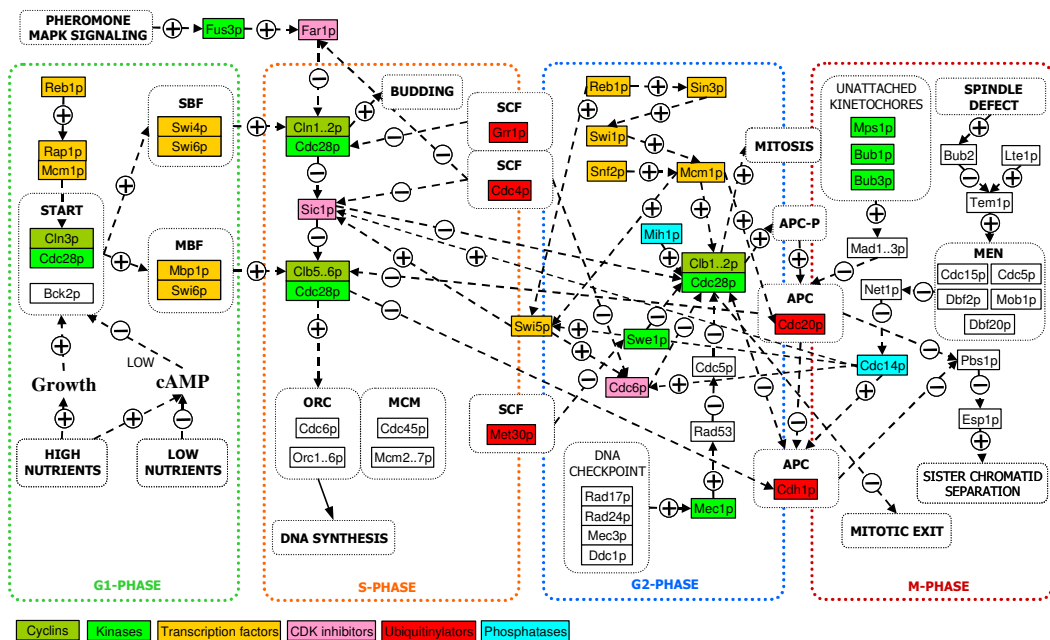 PHEROMONE
MAPK SIGNALING
+
Fus3p
+
Far1p
Reb1p
+
Rap1p
Mcm1p
START
Cln3p
Cdc28p
Bck2p
+
+
+
−
LOW
Growth
cAMP
+
+
−
HIGH
NUTRIENTS
LOW
NUTRIENTS
SBF
Swi4p
Swi6p
MBF
Mbp1p
Swi6p
G1-PHASE
−
+
BUDDING
+
Cln1..2p
Cdc28p
−
SCF
Grr1p
−
−
SCF
Cdc4p
−
Sic1p
−
+
Clb5..6p
Cdc28p
+
−
+
−
−
ORC
Cdc6p
Orc1..6p
MCM
Cdc45p
Mcm2..7p
DNA SYNTHESIS
SCF
Met30p
−
S-PHASE
Reb1p
+
Sin3p
+
Swi1p
+
Snf2p
+
Mcm1p
+
+
+
MITOSIS
Mih1p
+
Clb1..2p
Cdc28p
+
APC-P
+
−
−
+
−
Swi5p
+
+
Swe1p
−
−
−
Cdc5p
Cdc6p
+
−
Rad53
+
DNA
CHECKPOINT
Rad17p
Rad24p
Mec3p
Ddc1p
+
Mec1p
G2-PHASE
APC
Cdc20p
−
−
+
APC
Cdh1p
+
−
UNATTACHED
KINETOCHORES
Mps1p
Bub1p
Bub3p
+
Mad1..3p
−
SPINDLE
DEFECT
+
Bub2
Lte1p
−
+
Tem1p
+
MEN
Cdc15p
Cdc5p
Dbf2p
Mob1p
Dbf20p
−
Net1p
−
Cdc14p
−
Pbs1p
−
Esp1p
+
SISTER CHROMATID
SEPARATION
−
MITOTIC EXIT
M-PHASE
Cyclins
Kinases
Transcription factors
CDK inhibitors
Ubiquitinylators
Phosphatases